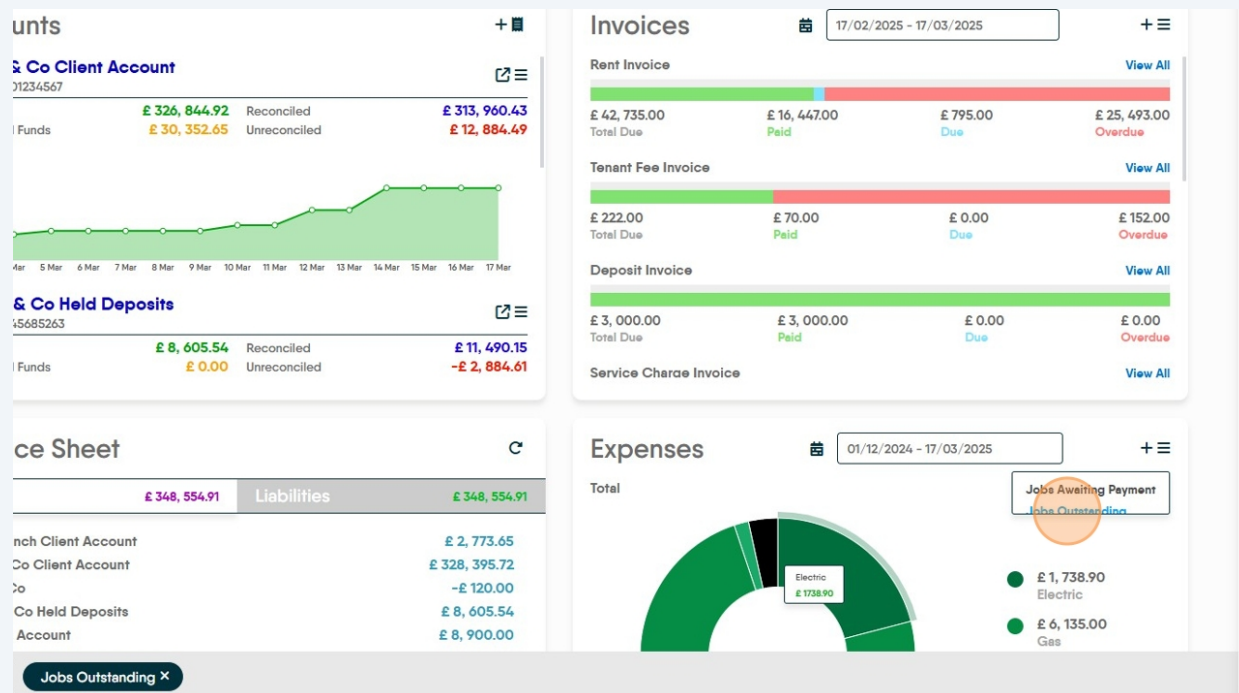 unts
& Co Client Account
01234567
£ 326, 844.92 Reconciled £ 313, 960.43
Funds £ 30, 352.65 Unreconciled £ 12, 884.49
Mar 5 Mar 6 Mar 7 Mar 8 Mar 9 Mar 10 Mar 11 Mar 12 Mar 13 Mar 14 Mar 15 Mar 16 Mar 17 Mar
& Co Held Deposits
45685263
£ 8, 605.54 Reconciled £ 11, 490.15
Funds £ 0.00 Unreconciled -£ 2, 884.61
Invoices 17/02/2025 - 17/03/2025
Rent Invoice View All
£ 42, 735.00 £ 16, 447.00 £ 795.00 £ 25, 493.00
Total Due Paid Due Overdue
Tenant Fee Invoice View All
£ 222.00 £ 70.00 £ 0.00 £ 152.00
Total Due Paid Due Overdue
Deposit Invoice View All
£ 3, 000.00 £ 3, 000.00 £ 0.00 £ 0.00
Total Due Paid Due Overdue
Service Charge Invoice View All
ce Sheet
£ 348, 554.91 Liabilities £ 348, 554.91
nch Client Account £ 2, 773.65
Co Client Account £ 328, 395.72
Co -£ 120.00
Co Held Deposits £ 8, 605.54
Account £ 8, 900.00
Expenses 01/12/2024 - 17/03/2025
Total
Jobs Awaiting Payment
Jobs Outstanding
Electric
£ 1738.90
£ 1, 738.90
Electric
£ 6, 135.00
Gas
Jobs Outstanding ×